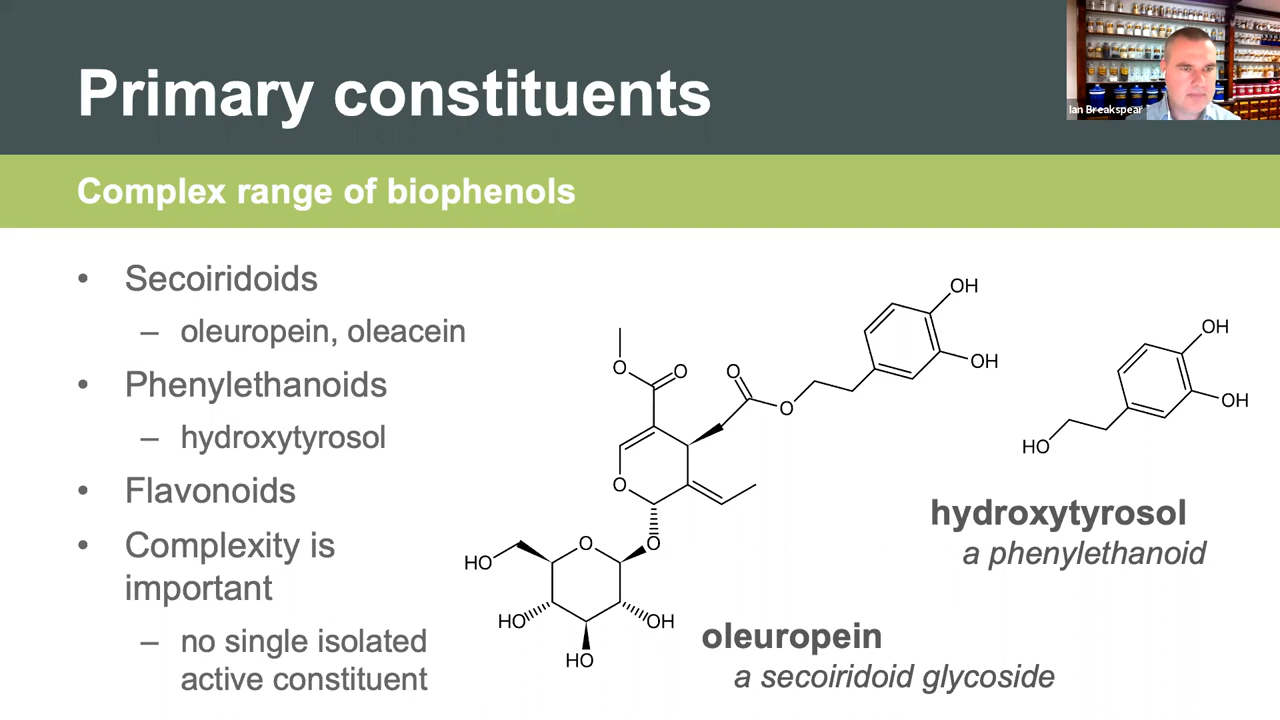 Primary constituents
Ian Breakspear
Complex range of biophenols
• Secoiridoids
– oleuropein, oleacein
• Phenylethanoids
– hydroxytyrosol
• Flavonoids
• Complexity is
important
– no single isolated
active constituent
OH
OH
O
O
O
O
O
O
O
HO
HO
OH
HO
oleuropein
a secoiridoid glycoside
OH
OH
HO
hydroxytyrosol
a phenylethanoid